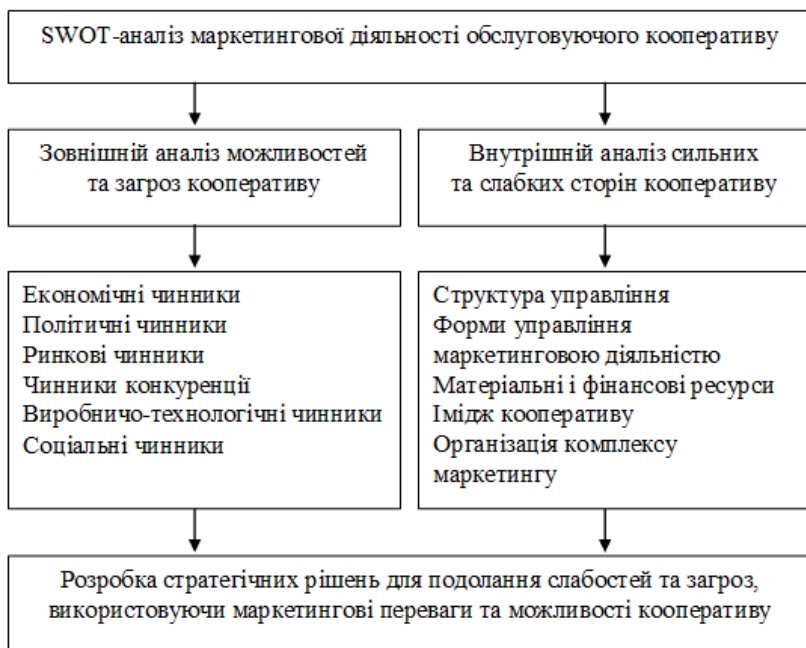 SWOT-аналіз маркетингової діяльності обслуговуючого кооперативу
Зовнішній аналіз можливостей
та загроз кооперативу
Внутрішній аналіз сильних
та слабких сторін кооперативу
Економічні чинники
Політичні чинники
Ринкові чинники
Чинники конкуренції
Виробничо-технологічні чинники
Соціальні чинники
Структура управління
Форми управління
маркетинговою діяльністю
Матеріальні і фінансові ресурси
Імідж кооперативу
Організація комплексу
маркетингу
Розробка стратегічних рішень для подолання слабостей та загроз,
використовуючи маркетингові переваги та можливості кооперативу